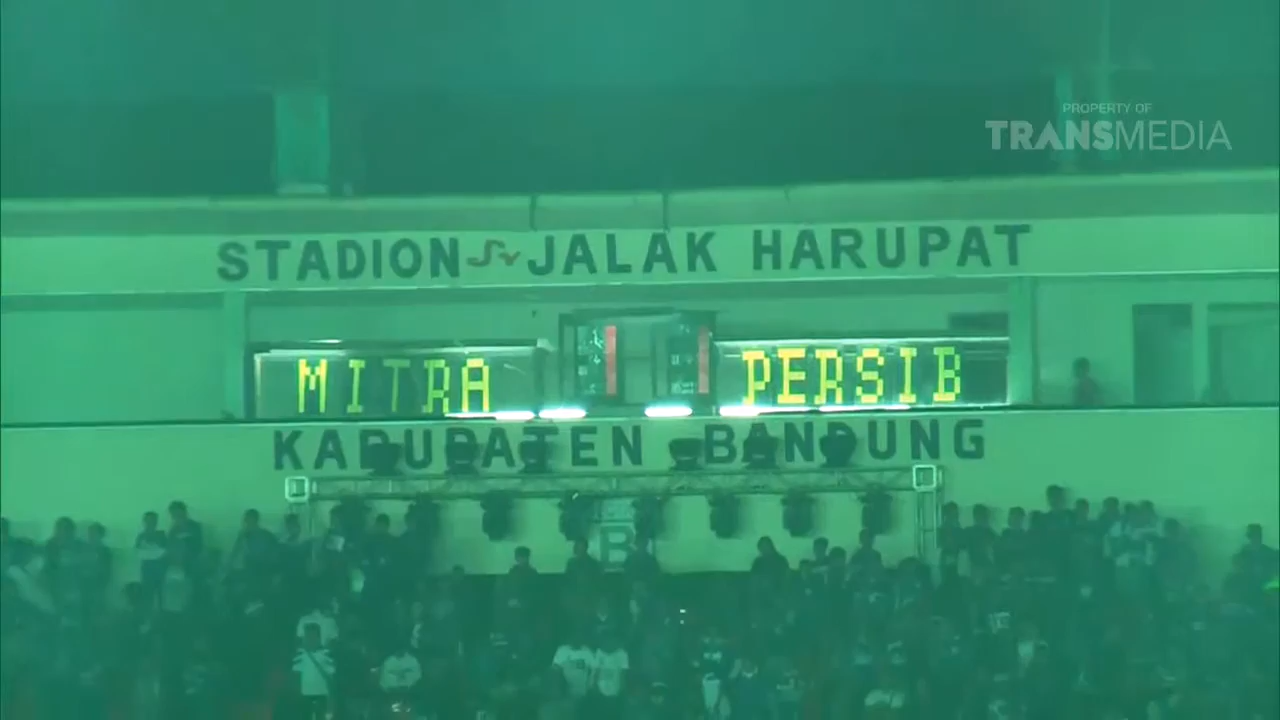 PROPERTY OF
TRANSMEDIA
STADION JALAK HARUPAT
MITRA PERSIB
KABUPATEN BANDUNG
B